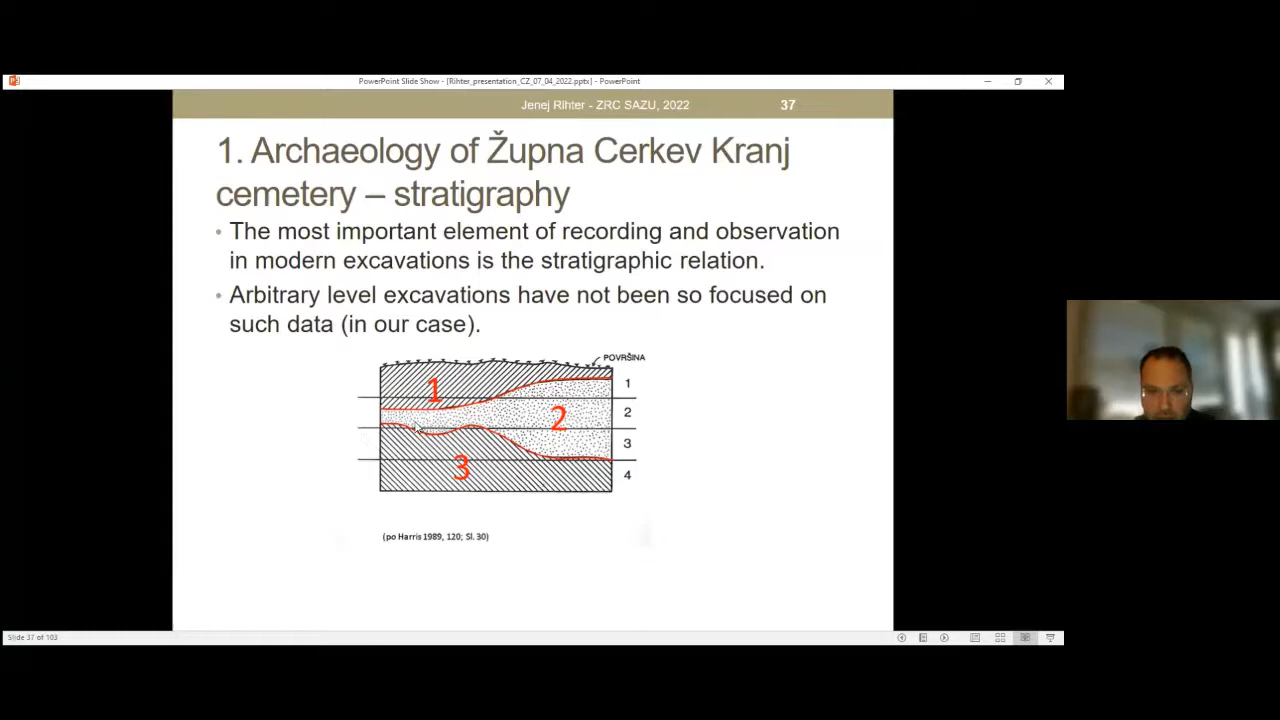 PowerPoint Slide Show - [Rihter_presentation_CZ_07_04_2022.pptx] - PowerPoint
Jenej Rihter - ZRC SAZU, 2022
37
1. Archaeology of Župna Cerkev Kranj
cemetery – stratigraphy
• The most important element of recording and observation
in modern excavations is the stratigraphic relation.
• Arbitrary level excavations have not been so focused on
such data (in our case).
POVRŠINA
1
1
2
2
3
3
4
(po Harris 1989, 120; Sl. 30)
Slide 37 of 103